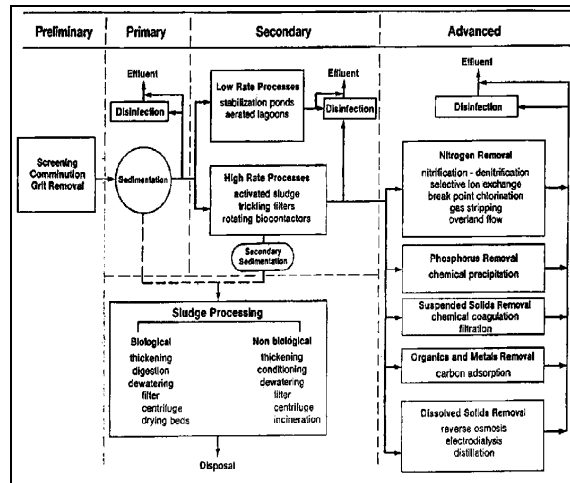 Preliminary
Primary
Secondary
Advanced
Effluent
Disinfection
Screening
Comminution
Grit Removal
Sedimentation
Low Rate Processes
stabilization ponds
aerated lagoons
Effluent
Disinfection
High Rate Processes
activated sludge
trickling filters
rotating biocontactors
Secondary
Sedimentation
Sludge Processing
Biological
thickening
digestion
dewatering
filter
centrifuge
drying beds
Non biological
thickening
conditioning
dewatering
filter
centrifuge
incineration
Disposal
Effluent
Disinfection
Nitrogen Removal
nitrification - denitrification
selective ion exchange
break point chlorination
gas stripping
overland flow
Phosphorus Removal
chemical precipitation
Suspended Solids Removal
chemical coagulation
filtration
Organics and Metals Removal
carbon adsorption
Dissolved Solids Removal
reverse osmosis
electrodialysis
distillation